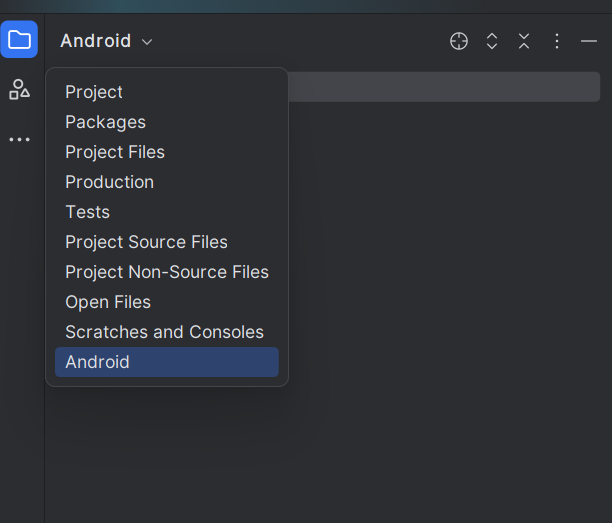 Android
Project
Packages
Project Files
Production
Tests
Project Source Files
Project Non-Source Files
Open Files
Scratches and Consoles
Android